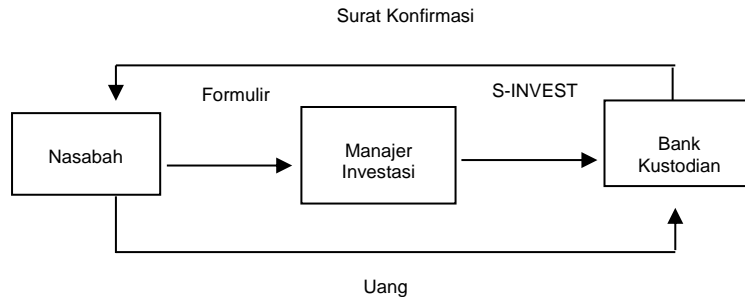 Surat Konfirmasi
Formulir
S-INVEST
Nasabah
Manajer
Investasi
Bank
Kustodian
Uang